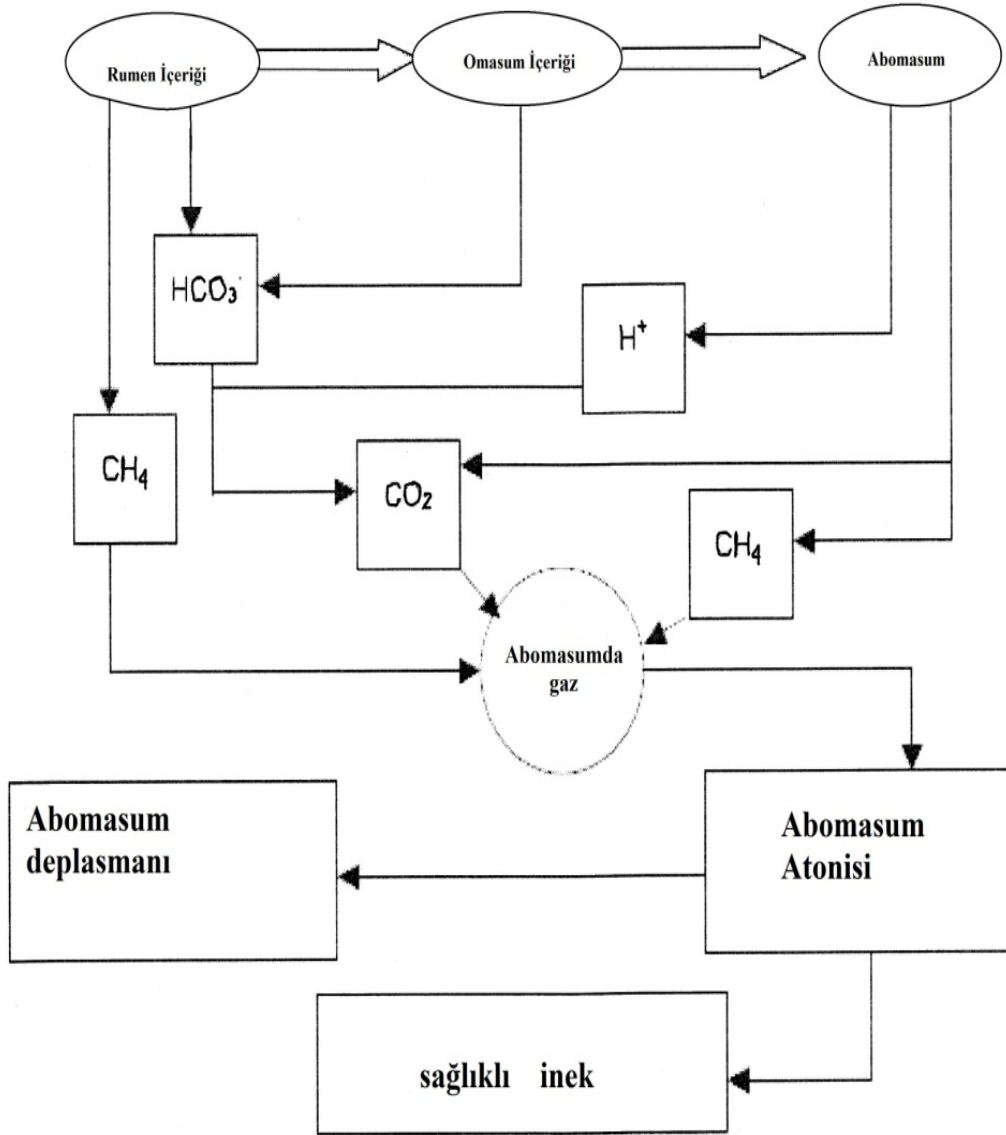 Rumen İçeriği
Omasum İçeriği
Abomasum
HCO₃⁻
H⁺
CH₄
CO₂
CH₄
Abomasumda
gaz
Abomasum
deplasmanı
Abomasum
Atonisi
sağlıklı inek